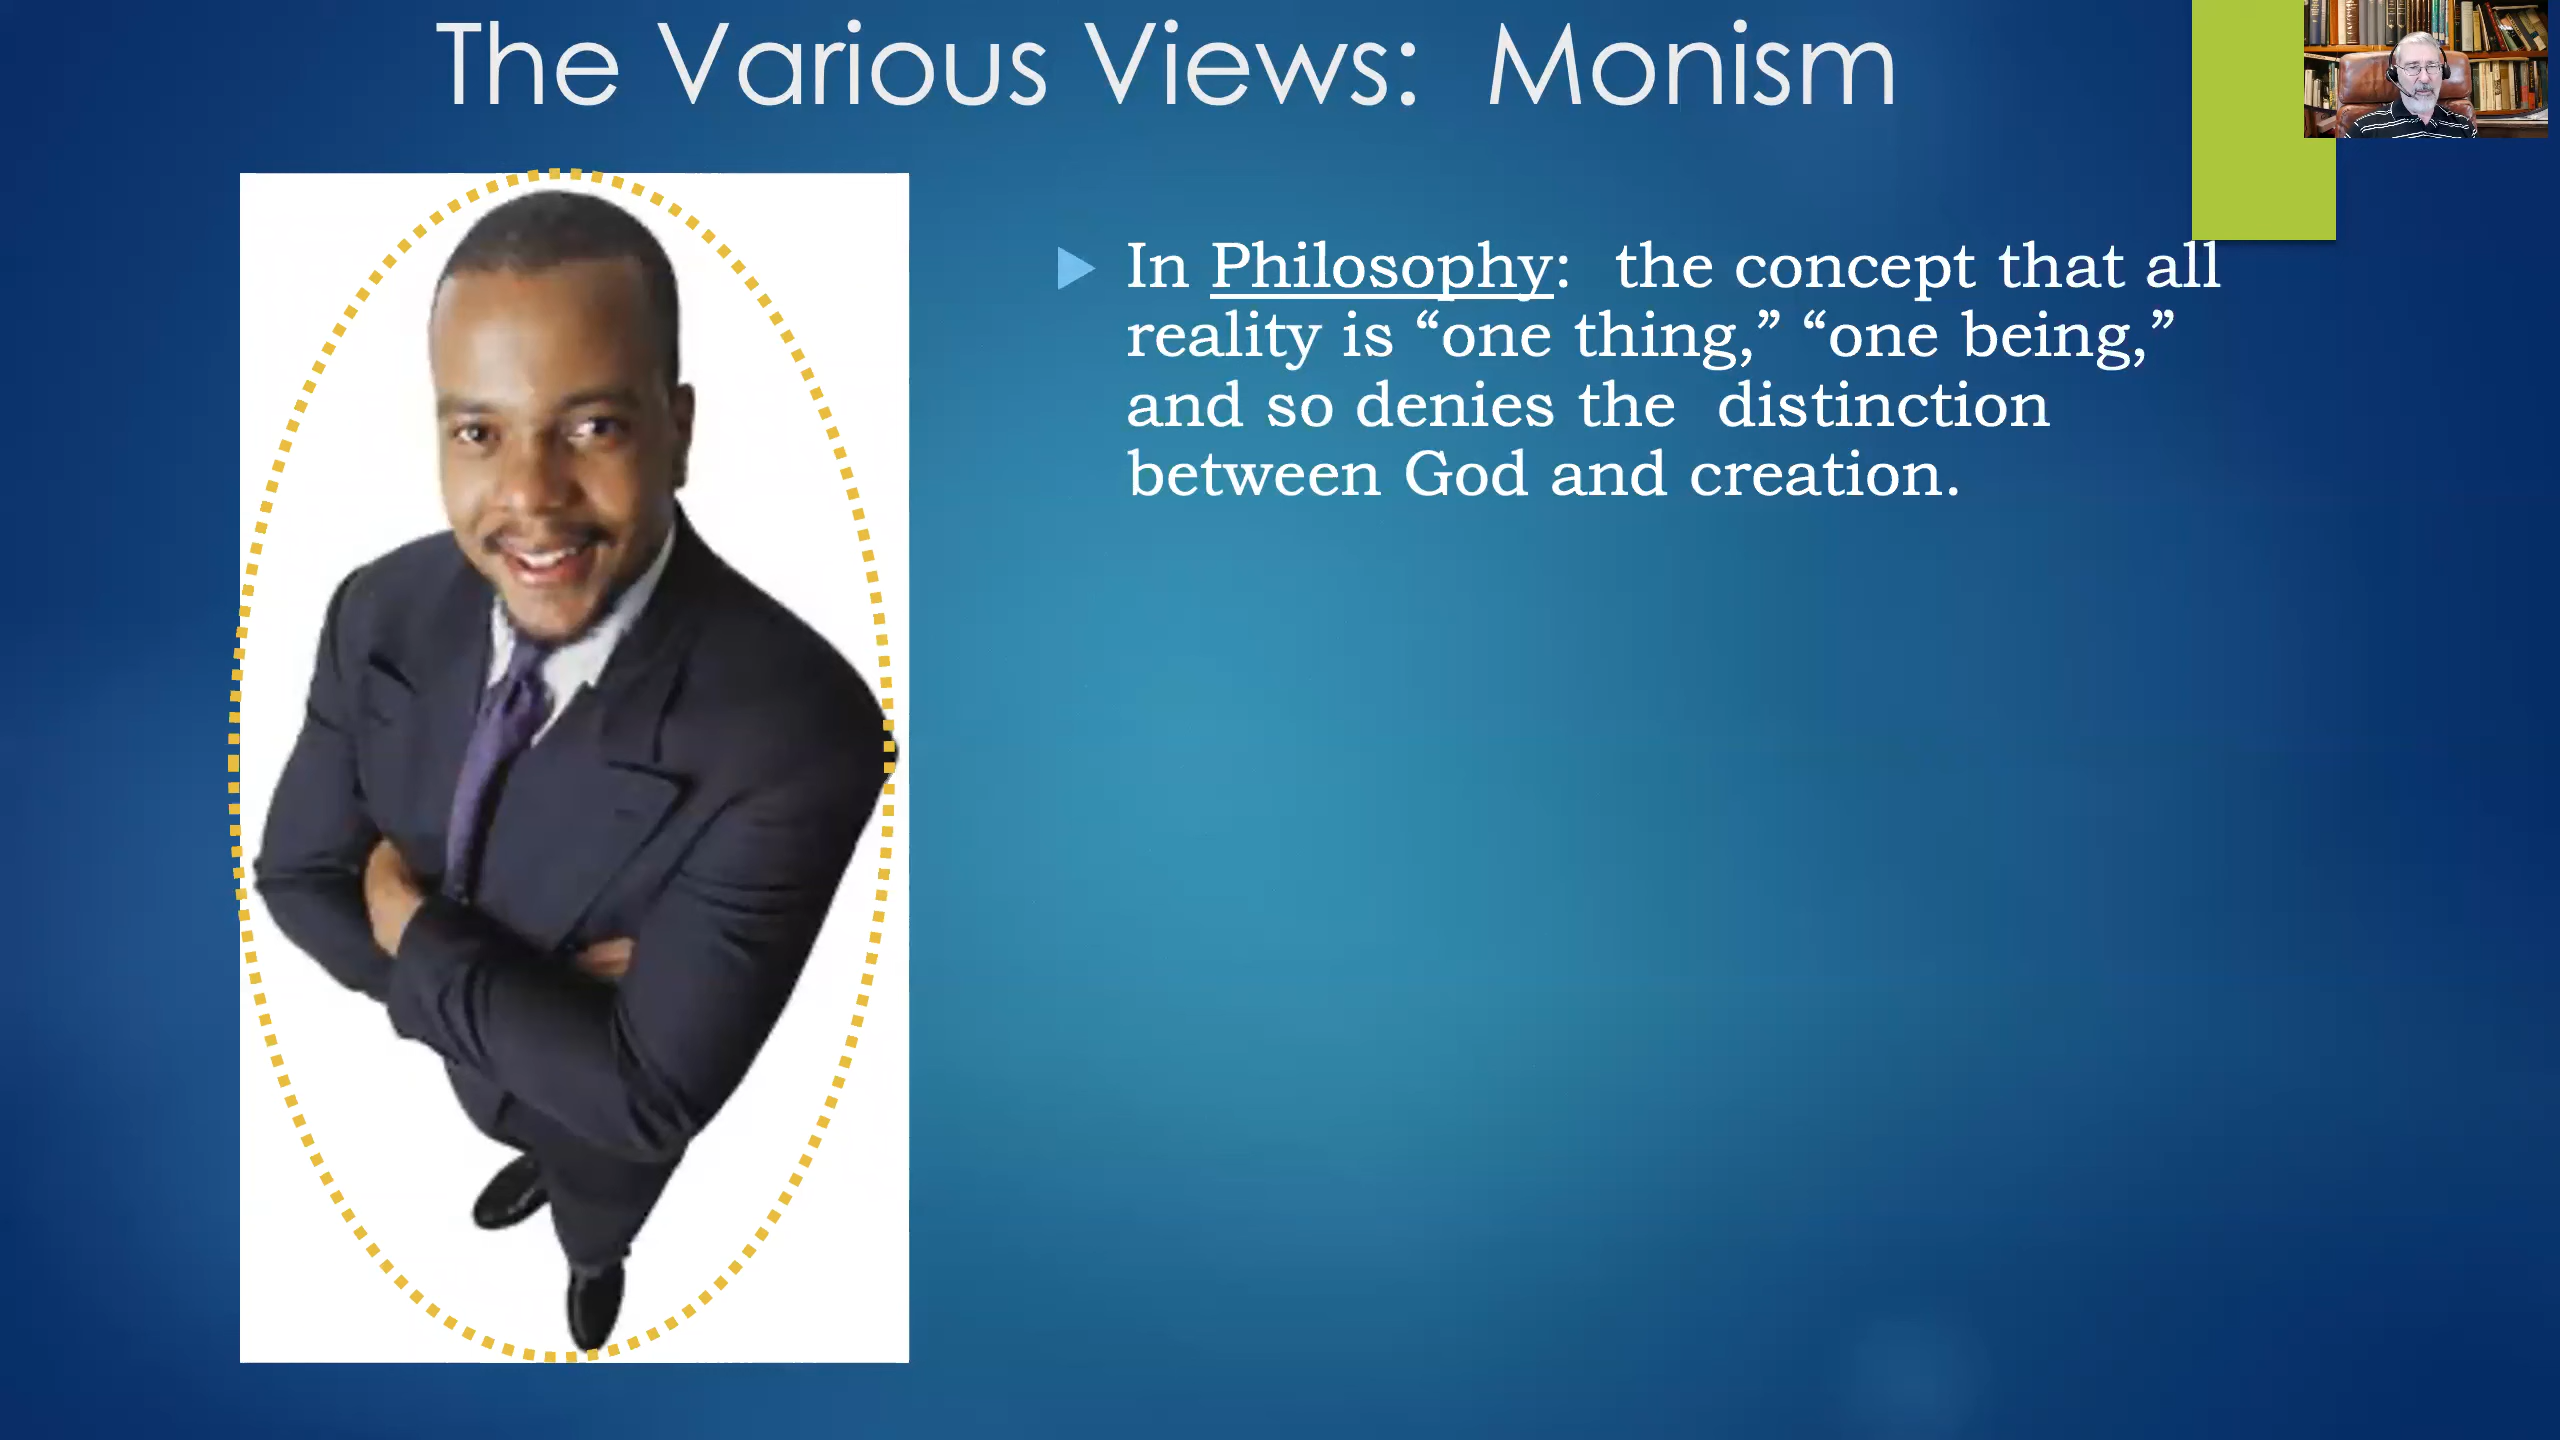 The Various Views:  Monism
In Philosophy:  the concept that all
reality is “one thing,” “one being,”
and so denies the  distinction
between God and creation.